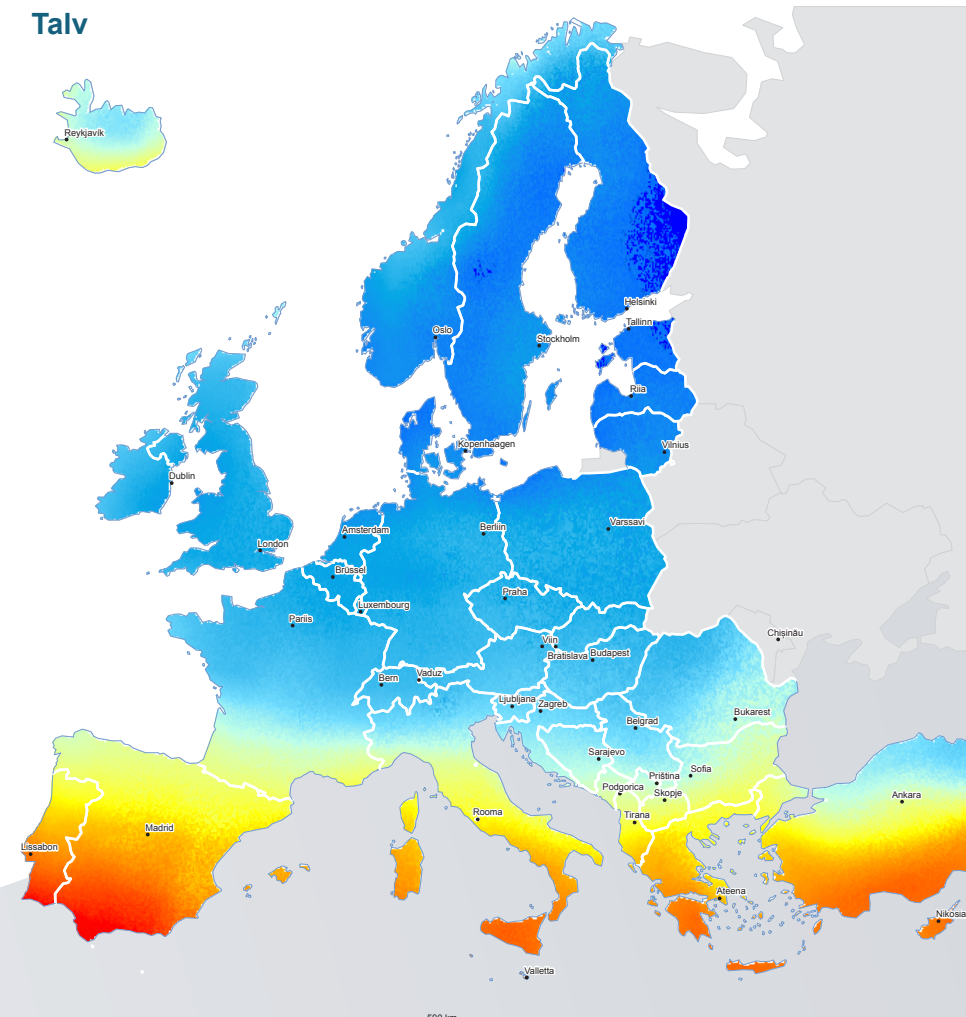 Talv
Reykjavík
Helsinki
Tallinn
Oslo
Stockholm
Riia
Kopenhaagen
Vilnius
Dublin
Amsterdam
Berliin
Varssavi
London
Brüssel
Praha
Luxembourg
Pariis
Chișinău
Viin
Bratislava
Budapest
Bern
Vaduz
Ljubljana
Zagreb
Belgrad
Bukarest
Sarajevo
Priština
Sofia
Podgorica
Skopje
Ankara
Tirana
Rooma
Madrid
Lissabon
Ateena
Nikosia
Valletta
500 km